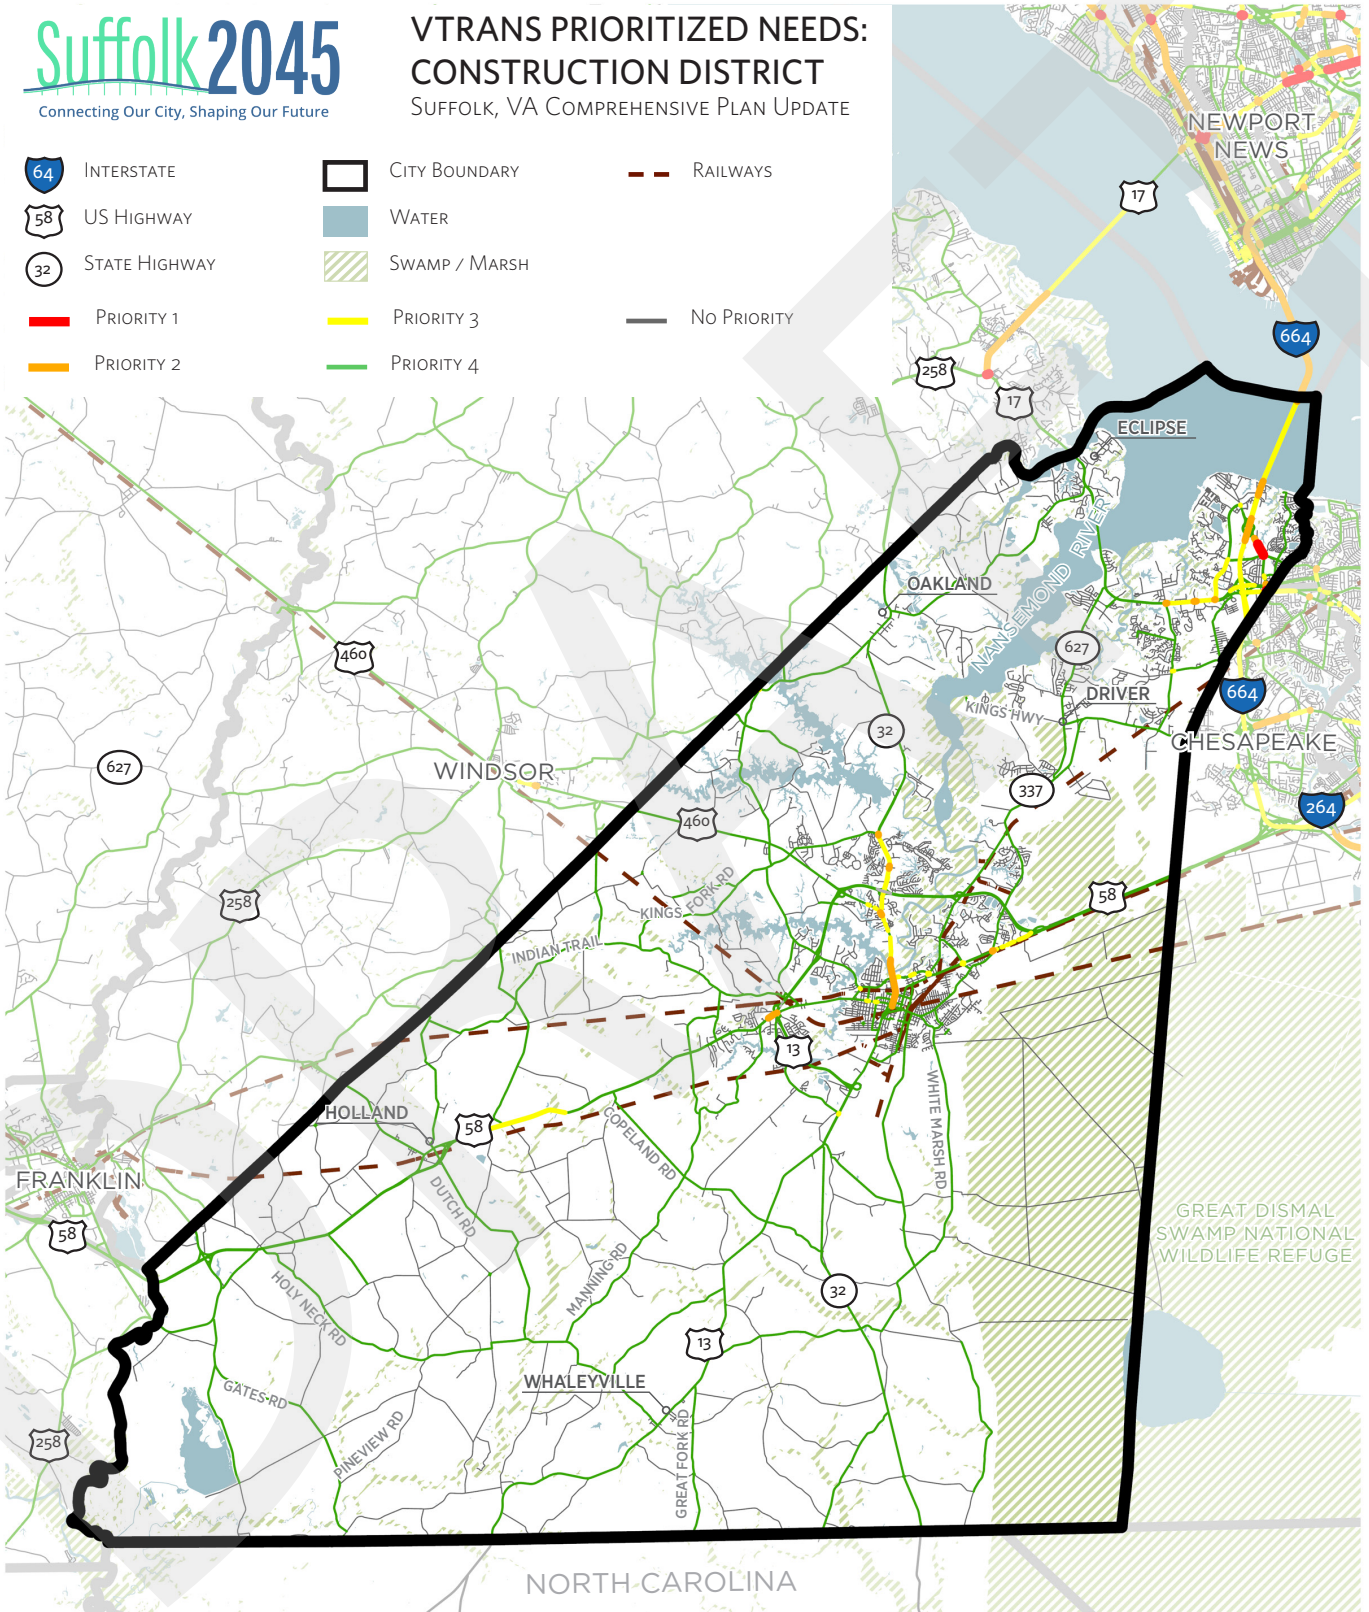 Suffolk 2045
Connecting Our City, Shaping Our Future
VTRANS PRIORITIZED NEEDS:
CONSTRUCTION DISTRICT
SUFFOLK, VA COMPREHENSIVE PLAN UPDATE
64 INTERSTATE
58 US HIGHWAY
32 STATE HIGHWAY
PRIORITY 1
PRIORITY 2
CITY BOUNDARY
WATER
SWAMP / MARSH
PRIORITY 3
PRIORITY 4
RAILWAYS
NO PRIORITY
NEWPORT
NEWS
17
664
258
17
ECLIPSE
OAKLAND
NANSEMOND RIVER
627
460
DRIVER
664
KINGS HWY
32
CHESAPEAKE
627
WINDSOR
337
264
460
258
58
KINGS FORK RD
INDIAN TRAIL
13
HOLLAND
58
COPELAND RD
WHITE MARSH RD
FRANKLIN
DUTCH RD
58
GREAT DISMAL
SWAMP NATIONAL
WILDLIFE REFUGE
MANNING RD
HOLY NECK RD
32
13
WHALEYVILLE
GATES RD
258
PINEVIEW RD
GREAT FORK RD
NORTH CAROLINA
DRAFT